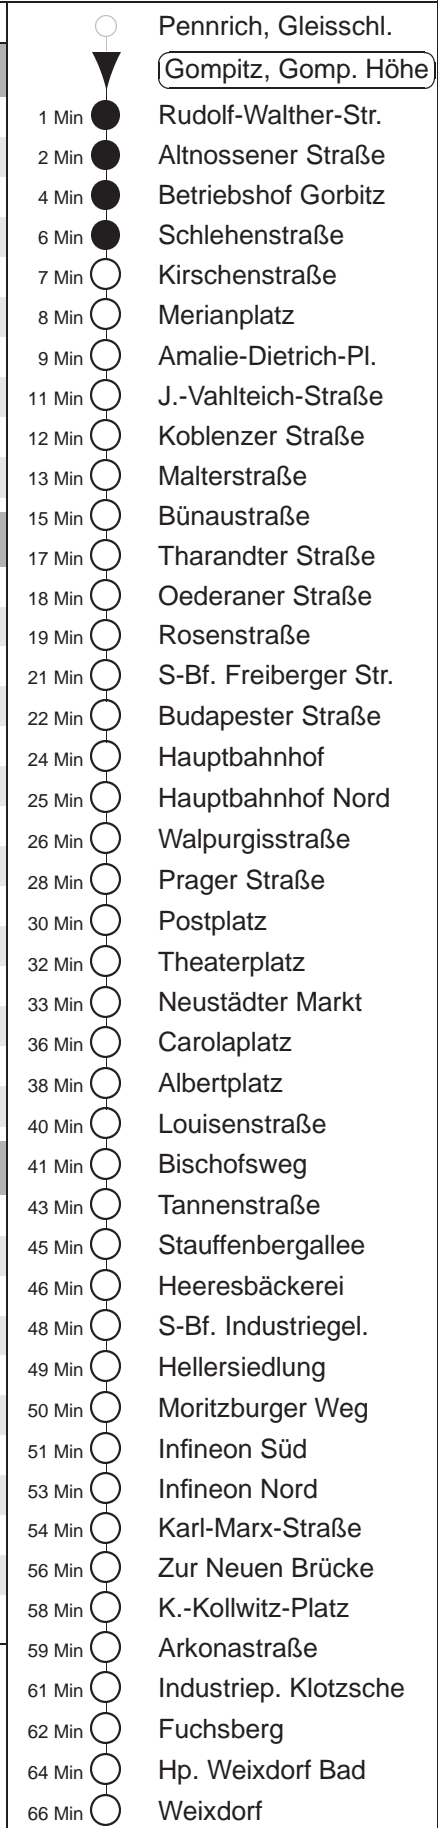 Pennrich, Gleisschl.
Gompitz, Gomp. Höhe
1 Min Rudolf-Walther-Str.
2 Min Altnossener Straße
4 Min Betriebshof Gorbitz
6 Min Schlehenstraße
7 Min Kirschenstraße
8 Min Merianplatz
9 Min Amalie-Dietrich-Pl.
11 Min J.-Vahlteich-Straße
12 Min Koblenzer Straße
13 Min Malterstraße
15 Min Bünaustraße
17 Min Tharandter Straße
18 Min Oederaner Straße
19 Min Rosenstraße
21 Min S-Bf. Freiberger Str.
22 Min Budapester Straße
24 Min Hauptbahnhof
25 Min Hauptbahnhof Nord
26 Min Walpurgisstraße
28 Min Prager Straße
30 Min Postplatz
32 Min Theaterplatz
33 Min Neustädter Markt
36 Min Carolaplatz
38 Min Albertplatz
40 Min Louisenstraße
41 Min Bischofsweg
43 Min Tannenstraße
45 Min Stauffenbergallee
46 Min Heeresbäckerei
48 Min S-Bf. Industriegel.
49 Min Hellersiedlung
50 Min Moritzburger Weg
51 Min Infineon Süd
53 Min Infineon Nord
54 Min Karl-Marx-Straße
56 Min Zur Neuen Brücke
58 Min K.-Kollwitz-Platz
59 Min Arkonastraße
61 Min Industriep. Klotzsche
62 Min Fuchsberg
64 Min Hp. Weixdorf Bad
66 Min Weixdorf